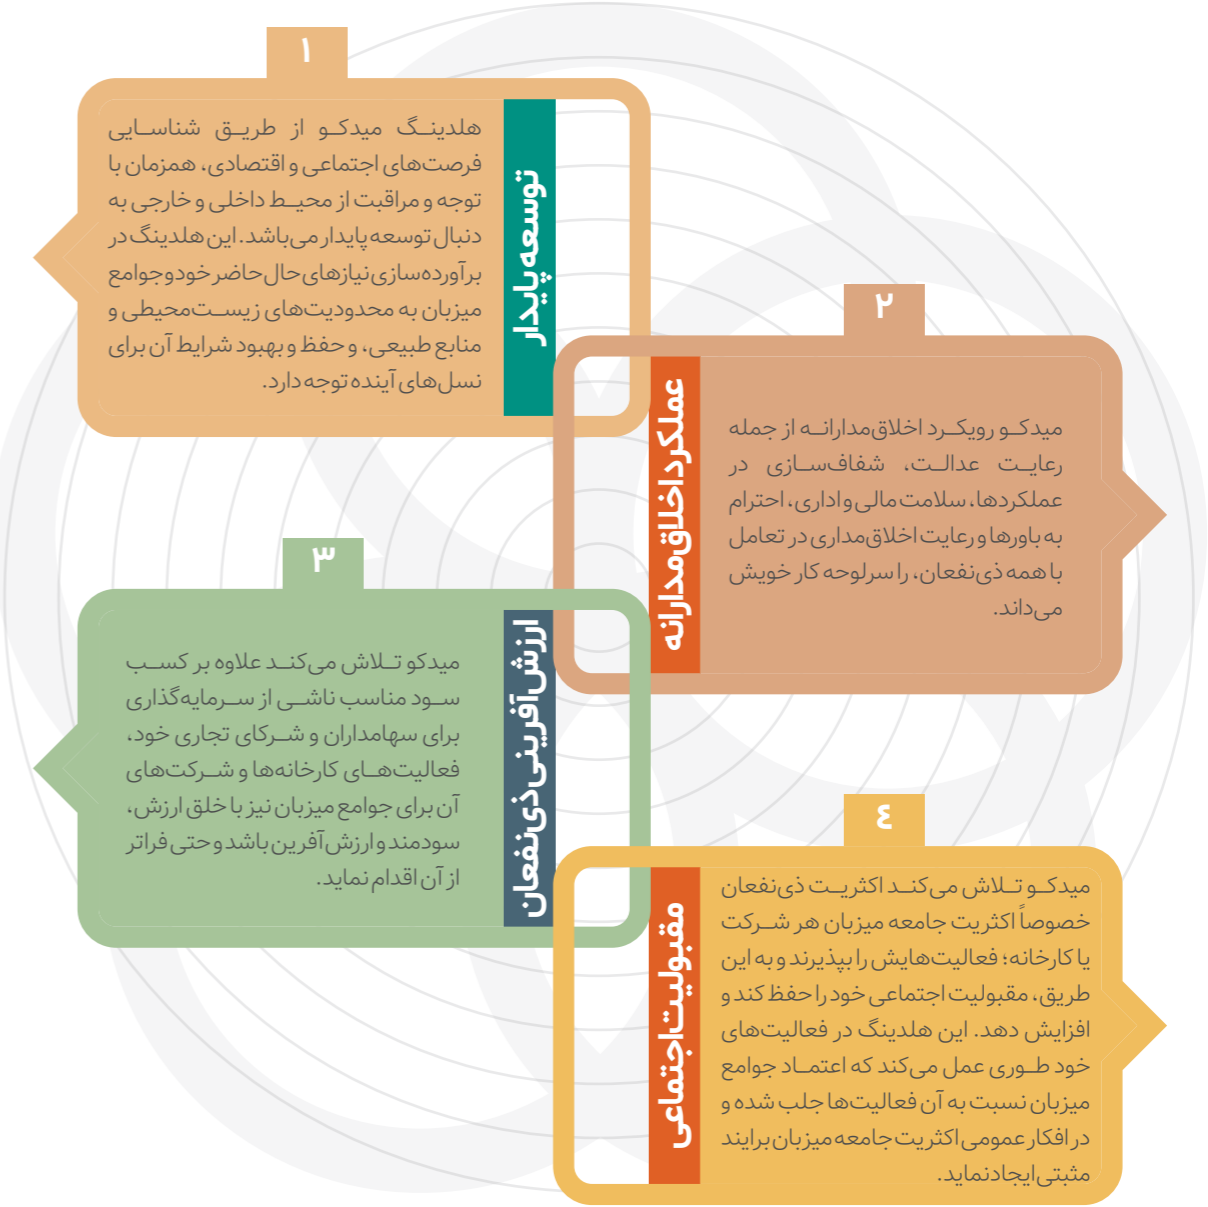 ۱
توسعه پایدار
هلدینگ میدکو از طریق شناسایی
فرصت‌های اجتماعی و اقتصادی، همزمان با
توجه و مراقبت از محیط داخلی و خارجی به
دنبال توسعه پایدار می‌باشد. این هلدینگ در
برآورده‌سازی نیازهای حال حاضر خود و جوامع
میزبان به محدودیت‌های زیست‌محیطی و
منابع طبیعی، و حفظ و بهبود شرایط آن برای
نسل‌های آینده توجه دارد.
۲
عملکرد اخلاق‌مدارانه
میدکو رویکرد اخلاق‌مدارانه از جمله
رعایت عدالت، شفاف‌سازی در
عملکردها، سلامت مالی و اداری، احترام
به باورها و رعایت اخلاق‌مداری در تعامل
با همه ذی‌نفعان، را سرلوحه کار خویش
می‌داند.
۳
ارزش‌آفرینی ذی‌نفعان
میدکو تلاش می‌کند علاوه بر کسب
سود مناسب ناشی از سرمایه‌گذاری
برای سهامداران و شرکای تجاری خود،
فعالیت‌های کارخانه‌ها و شرکت‌های
آن برای جوامع میزبان نیز با خلق ارزش،
سودمند و ارزش‌آفرین باشد و حتی فراتر
از آن اقدام نماید.
٤
مقبولیت اجتماعی
میدکو تلاش می‌کند اکثریت ذی‌نفعان
خصوصاً اکثریت جامعه میزبان هر شرکت
یا کارخانه؛ فعالیت‌هایش را بپذیرند و به این
طریق، مقبولیت اجتماعی خود را حفظ کند و
افزایش دهد. این هلدینگ در فعالیت‌های
خود طوری عمل می‌کند که اعتماد جوامع
میزبان نسبت به آن فعالیت‌ها جلب شده و
در افکار عمومی اکثریت جامعه میزبان برایند
مثبتی ایجاد نماید.